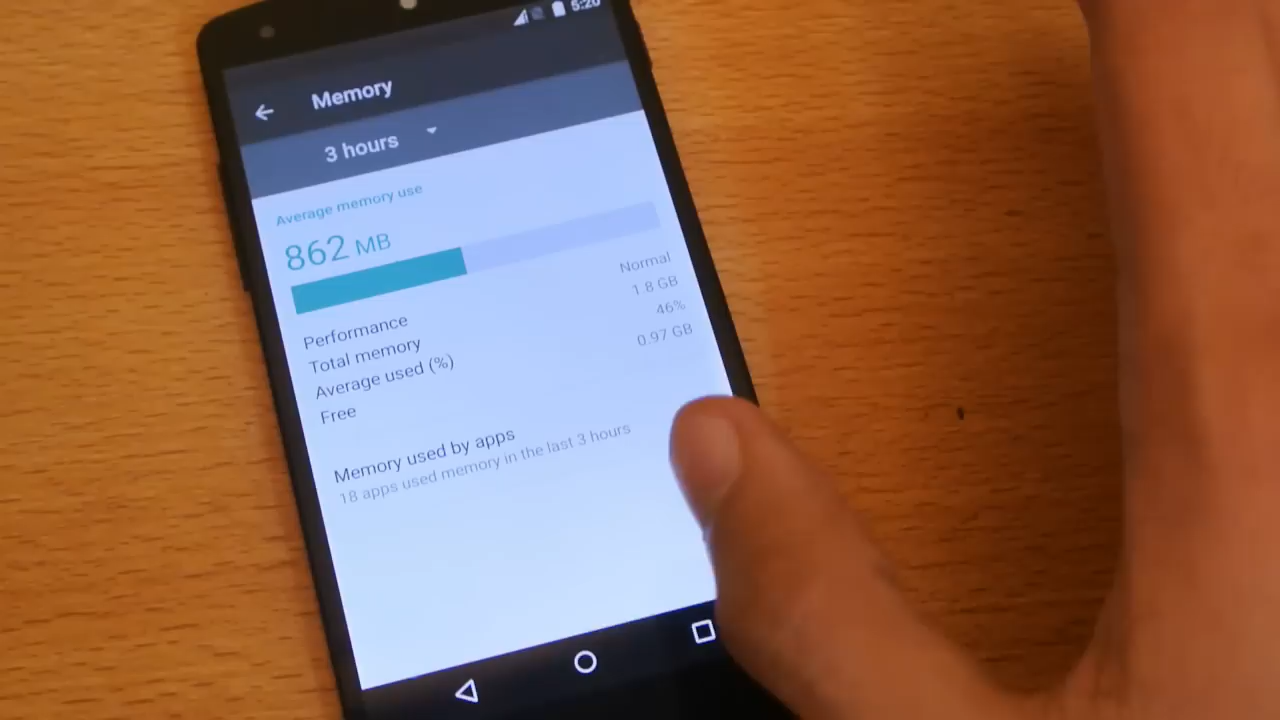 5:20
Memory
3 hours
Average memory use
862 MB
Performance Normal
Total memory 1.8 GB
Average used (%) 46%
Free 0.97 GB
Memory used by apps
18 apps used memory in the last 3 hours